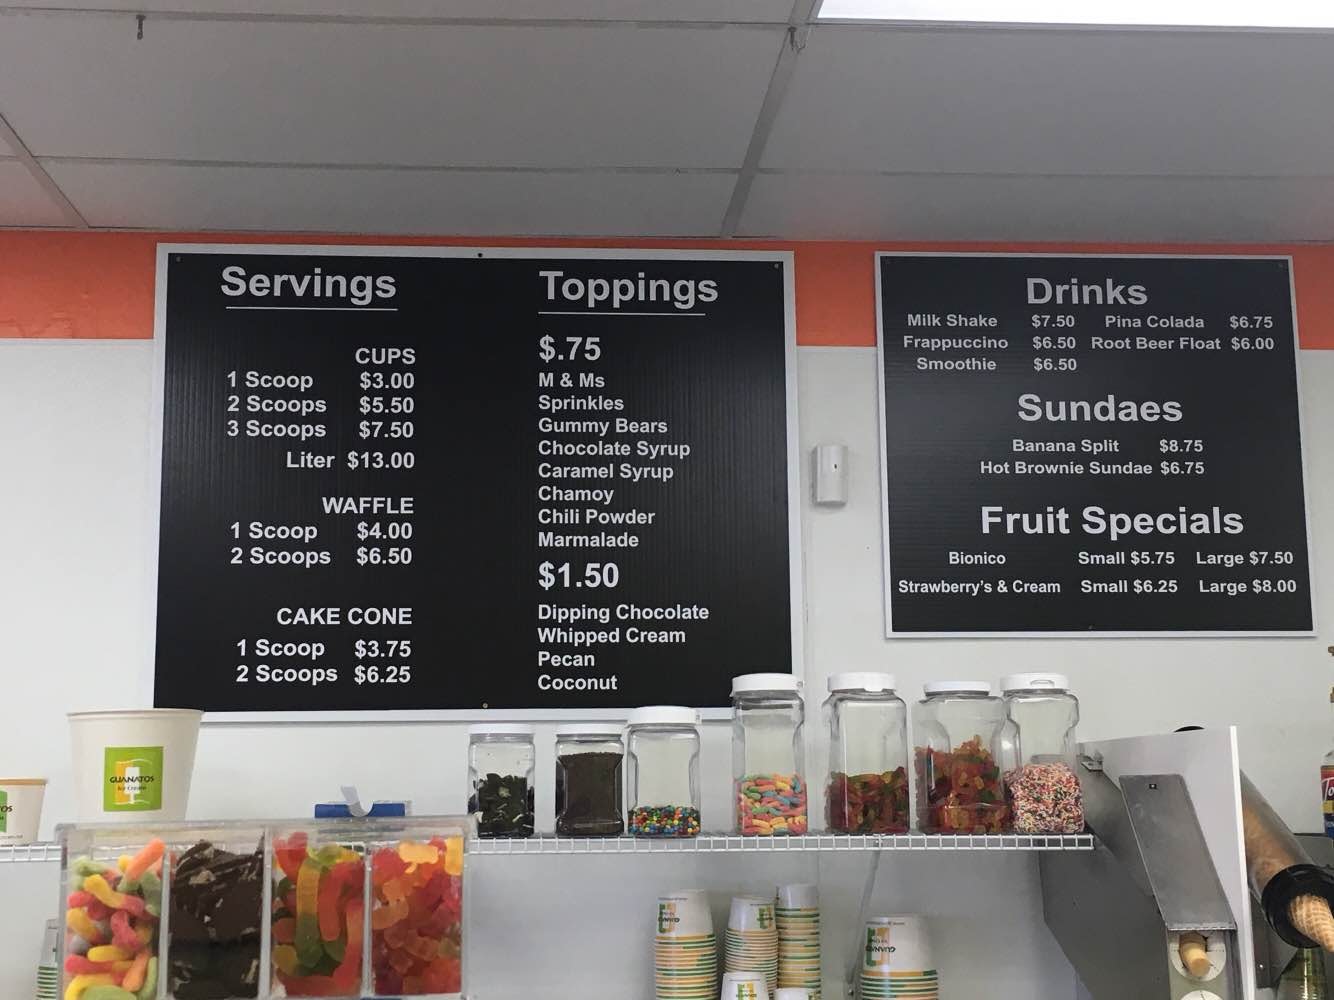 Servings
CUPS
1 Scoop $3.00
2 Scoops $5.50
3 Scoops $7.50
Liter $13.00
WAFFLE
1 Scoop $4.00
2 Scoops $6.50
CAKE CONE
1 Scoop $3.75
2 Scoops $6.25
Toppings
$.75
M & Ms
Sprinkles
Gummy Bears
Chocolate Syrup
Caramel Syrup
Chamoy
Chili Powder
Marmalade
$1.50
Dipping Chocolate
Whipped Cream
Pecan
Coconut
Drinks
Milk Shake $7.50 Pina Colada $6.75
Frappuccino $6.50 Root Beer Float $6.00
Smoothie $6.50
Sundaes
Banana Split $8.75
Hot Brownie Sundae $6.75
Fruit Specials
Bionico Small $5.75 Large $7.50
Strawberry's & Cream Small $6.25 Large $8.00
GUANATOS
Ice Cream